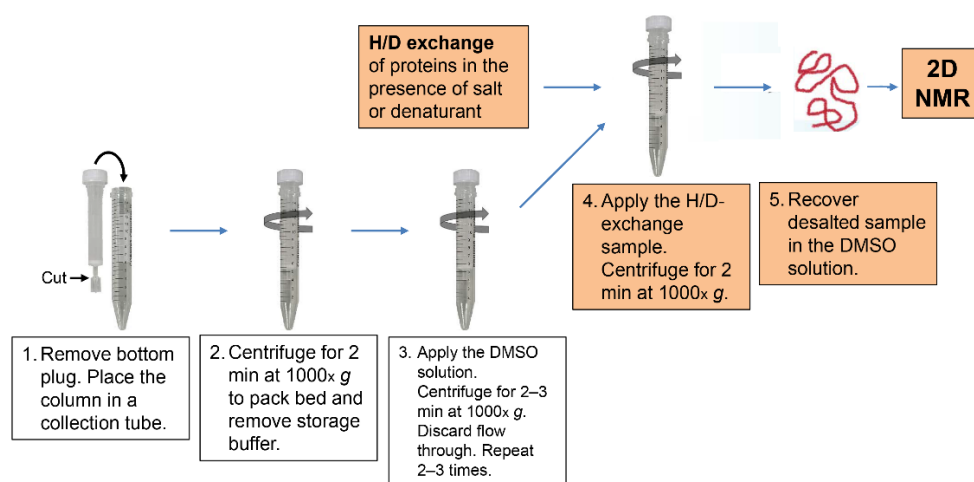 H/D exchange
of proteins in the
presence of salt
or denaturant
2D
NMR
Cut
1. Remove bottom
plug. Place the
column in a
collection tube.
2. Centrifuge for 2
min at 1000x g
to pack bed and
remove storage
buffer.
3. Apply the DMSO
solution.
Centrifuge for 2–3
min at 1000x g.
Discard flow
through. Repeat
2–3 times.
4. Apply the H/D-
exchange
sample.
Centrifuge for 2
min at 1000x g.
5. Recover
desalted sample
in the DMSO
solution.